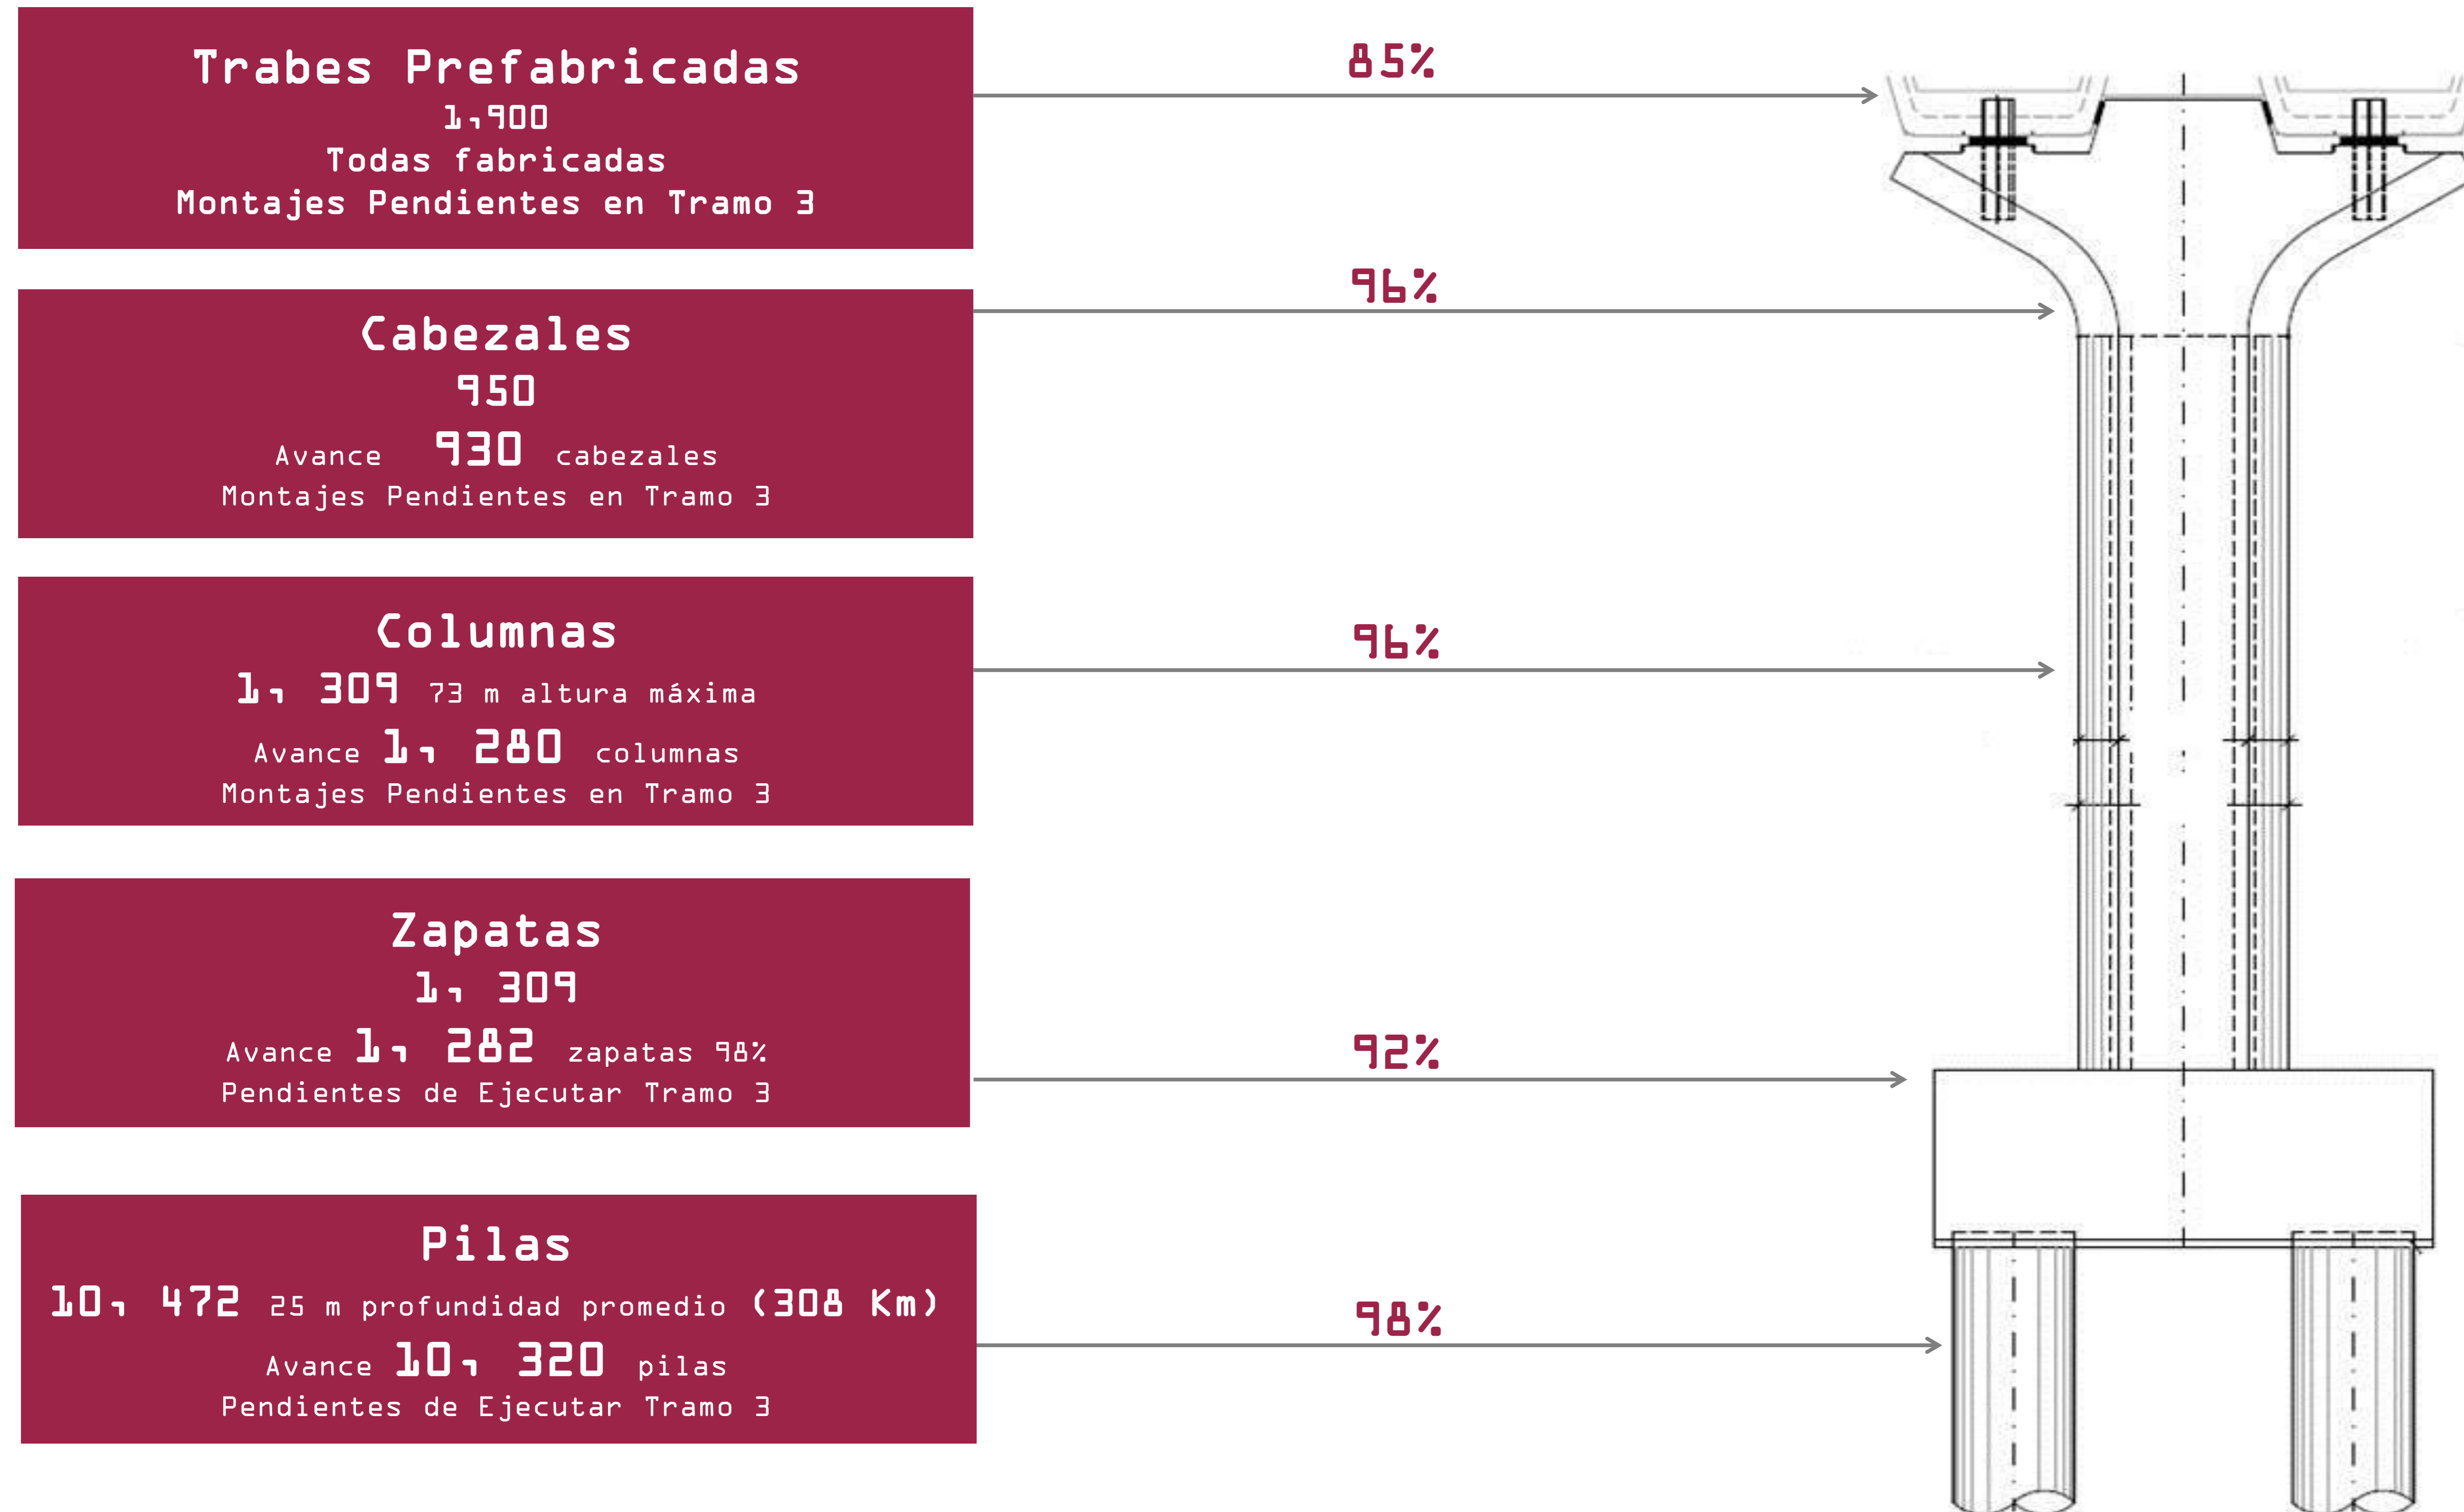 Trabes Prefabricadas
1,900
Todas fabricadas
Montajes Pendientes en Tramo 3
85%
Cabezales
950
Avance 930 cabezales
Montajes Pendientes en Tramo 3
96%
Columnas
1, 309 73 m altura máxima
Avance 1, 280 columnas
Montajes Pendientes en Tramo 3
96%
Zapatas
1, 309
Avance 1, 282 zapatas 98%
Pendientes de Ejecutar Tramo 3
92%
Pilas
10, 472 25 m profundidad promedio (308 Km)
Avance 10, 320 pilas
Pendientes de Ejecutar Tramo 3
98%